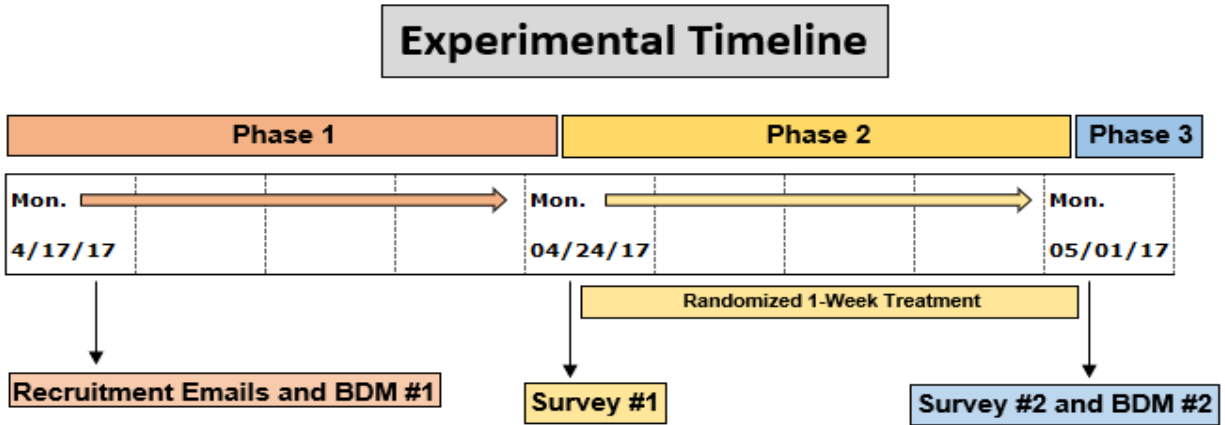 Experimental Timeline
Phase 1
Phase 2
Phase 3
Mon.
Mon.
Mon.
4/17/17
04/24/17
05/01/17
Randomized 1-Week Treatment
Recruitment Emails and BDM #1
Survey #1
Survey #2 and BDM #2